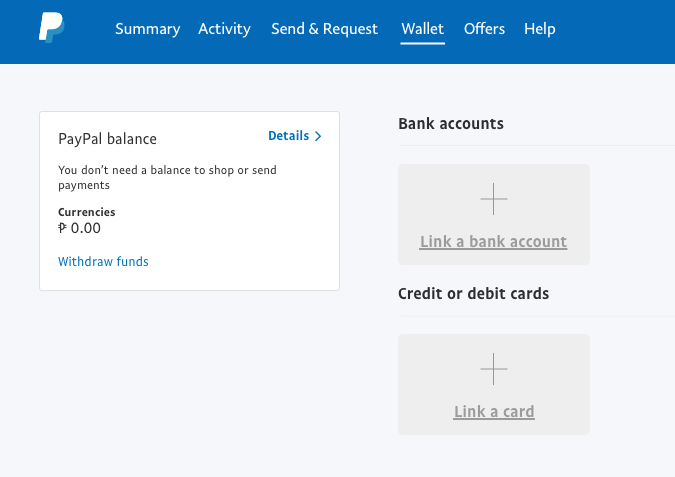 Summary Activity Send & Request Wallet Offers Help
PayPal balance
Details >
You don’t need a balance to shop or send
payments
Currencies
₱ 0.00
Withdraw funds
Bank accounts
Link a bank account
Credit or debit cards
Link a card